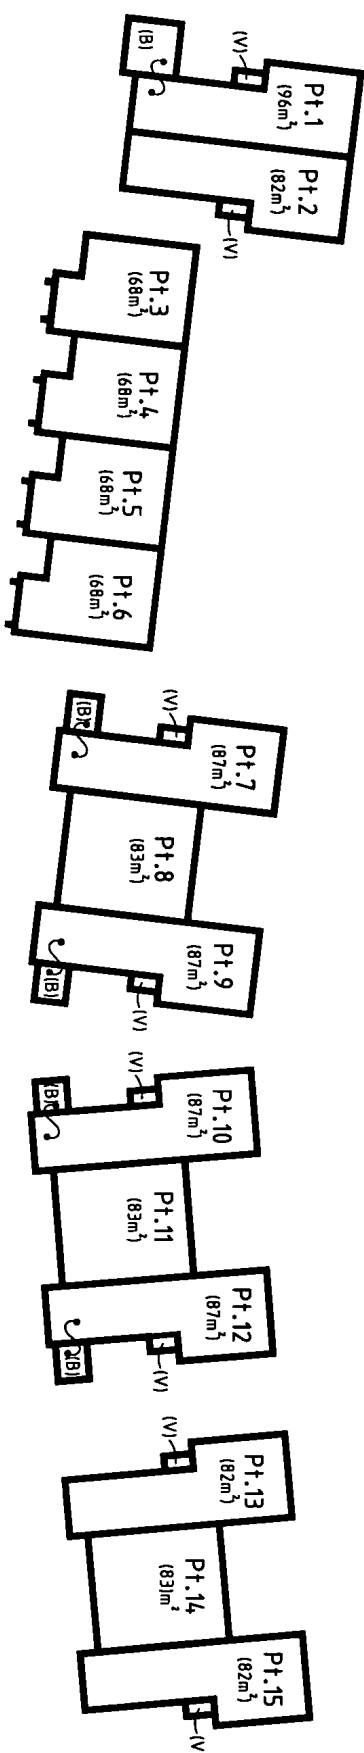 (B)
(V)
Pt.1
(96m²)
Pt.2
(82m²)
(V)
Pt.3
(68m²)
Pt.4
(68m²)
Pt.5
(68m²)
Pt.6
(68m²)
(B)
(V)
Pt.7
(87m²)
Pt.8
(83m²)
Pt.9
(87m²)
(B)
(V)
(B)
(V)
Pt.10
(87m²)
Pt.11
(83m²)
Pt.12
(87m²)
(B)
(V)
(V)
Pt.13
(82m²)
Pt.14
(83)m²
Pt.15
(82m²)
(V